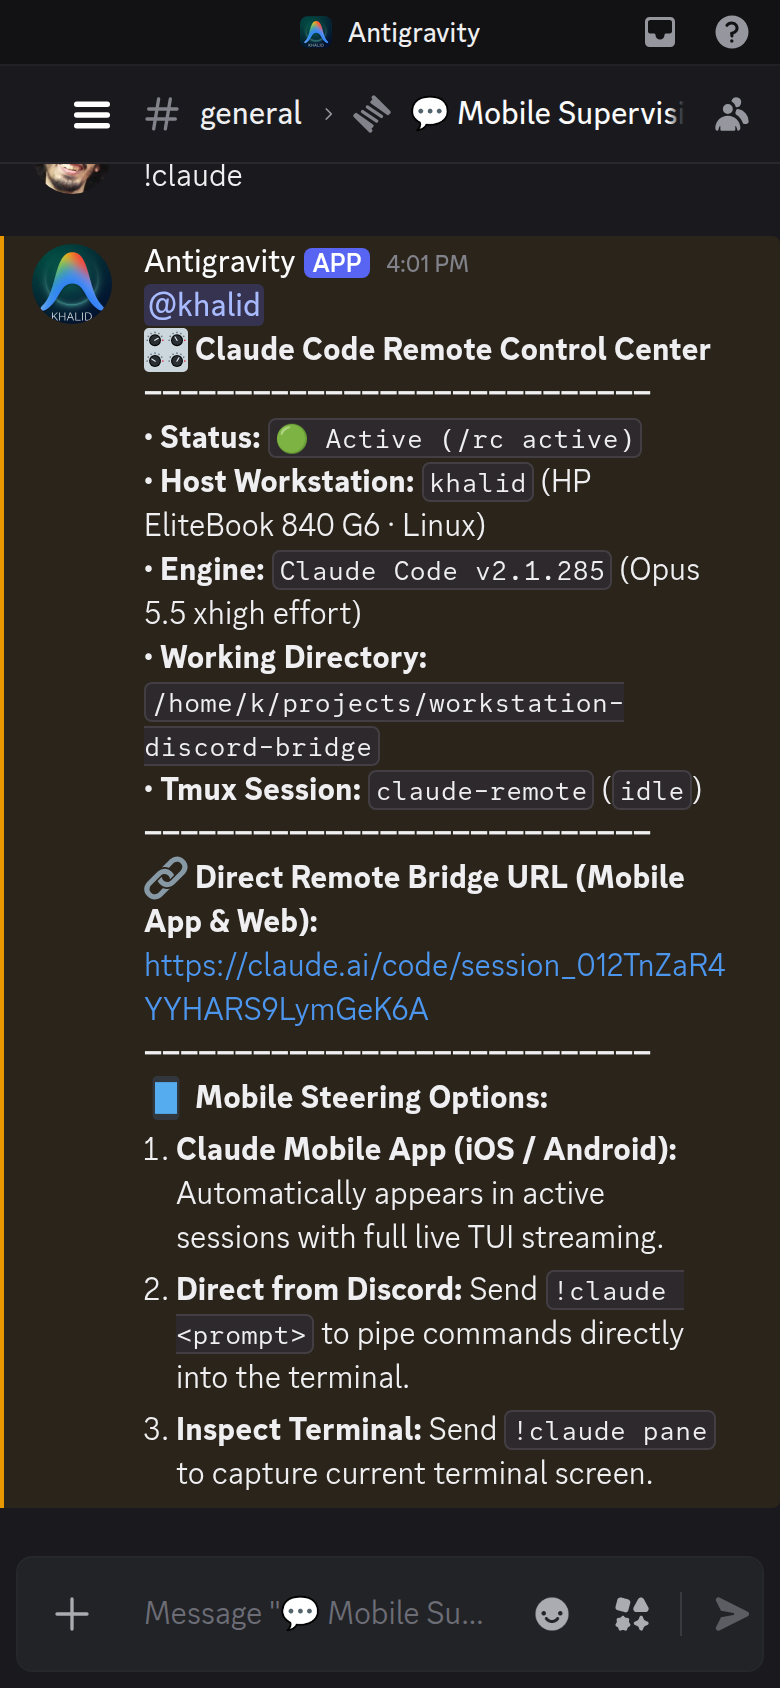 Antigravity
# general › 💬 Mobile Supervisi
!claude
Antigravity APP 4:01 PM
@khalid
🎛️ Claude Code Remote Control Center
━━━━━━━━━━━━━━━━━━━━━━━━━━━━
• Status: 🟢 Active (/rc active)
• Host Workstation: khalid (HP
EliteBook 840 G6 · Linux)
• Engine: Claude Code v2.1.285 (Opus
5.5 xhigh effort)
• Working Directory:
/home/k/projects/workstation-
discord-bridge
• Tmux Session: claude-remote (idle)
━━━━━━━━━━━━━━━━━━━━━━━━━━━━
🔗 Direct Remote Bridge URL (Mobile
App & Web):
https://claude.ai/code/session_012TnZaR4
YYHARS9LymGeK6A
━━━━━━━━━━━━━━━━━━━━━━━━━━━━
📱 Mobile Steering Options:
1. Claude Mobile App (iOS / Android):
Automatically appears in active
sessions with full live TUI streaming.
2. Direct from Discord: Send !claude
<prompt> to pipe commands directly
into the terminal.
3. Inspect Terminal: Send !claude pane
to capture current terminal screen.
KHALID
Message "💬 Mobile Su...